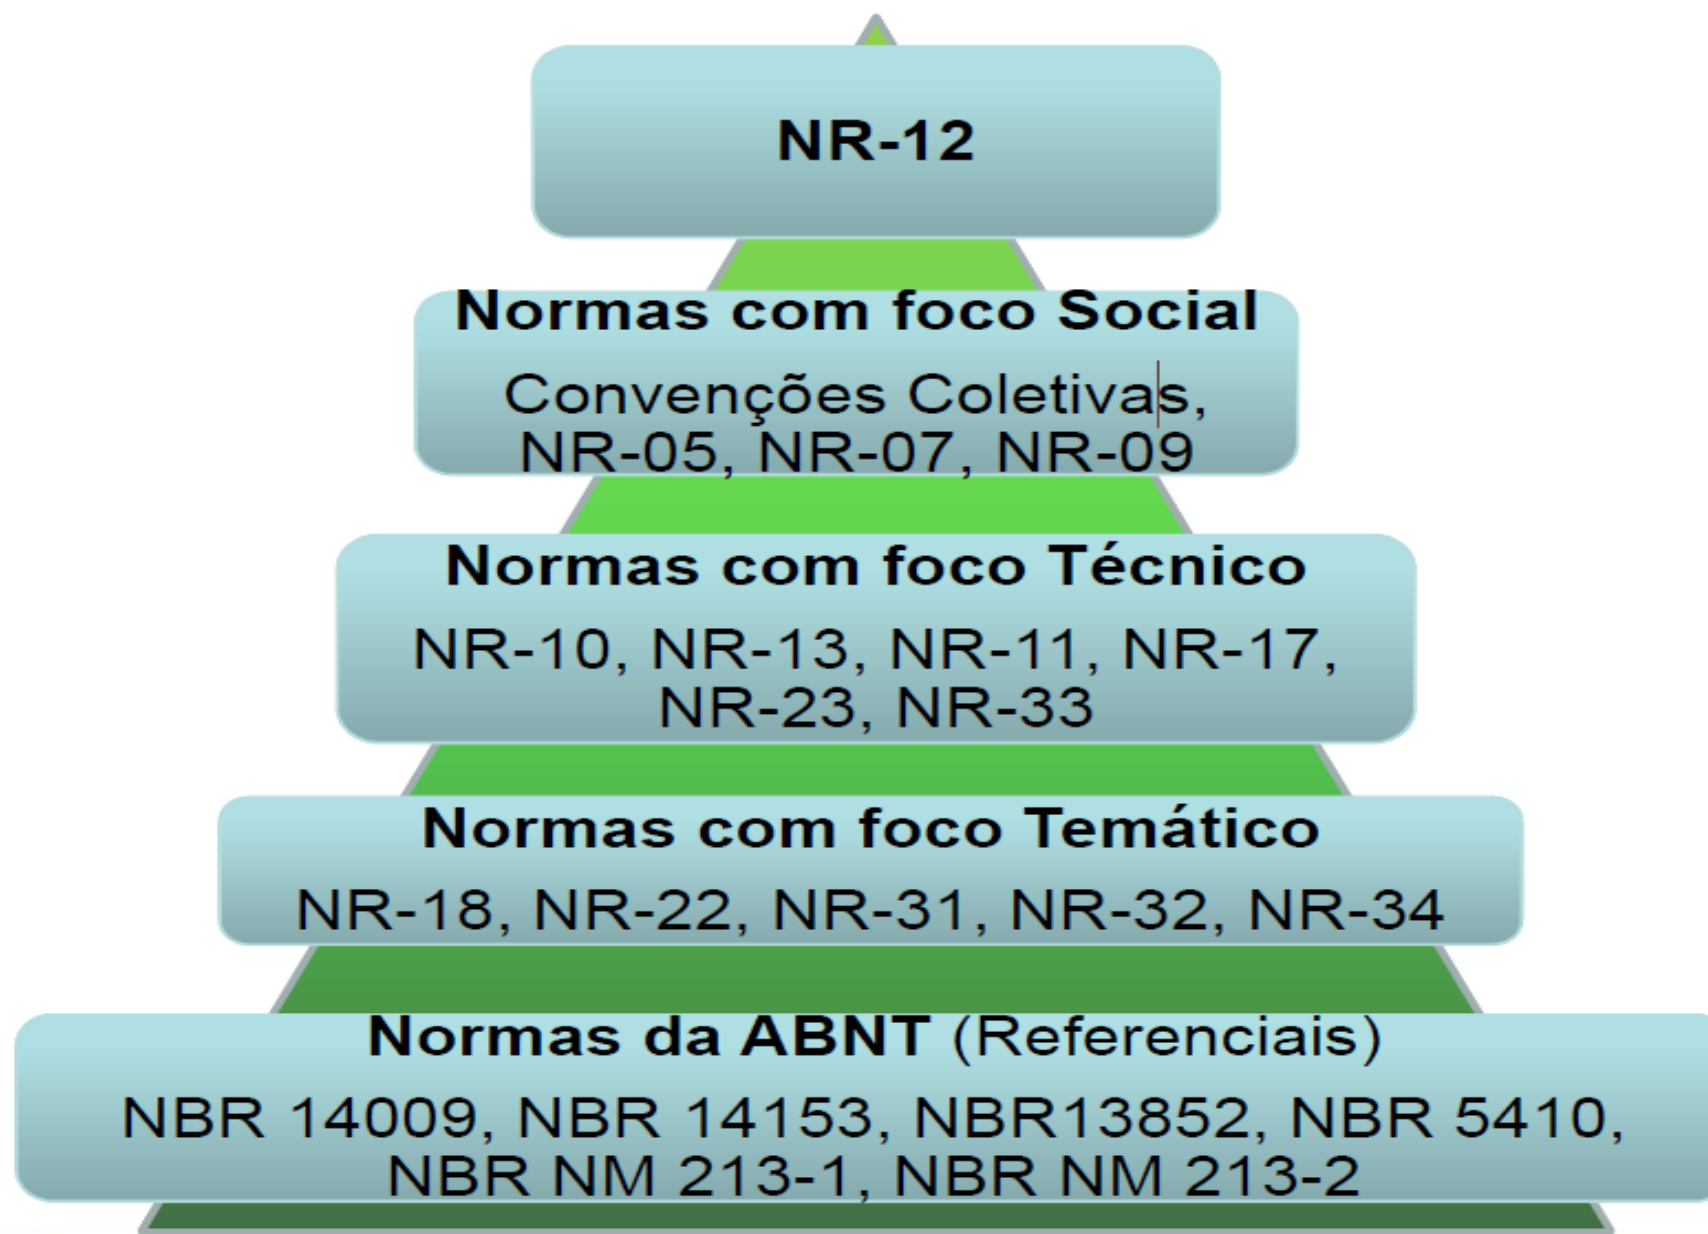 NR-12
Normas com foco Social
Convenções Coletivas,
NR-05, NR-07, NR-09
Normas com foco Técnico
NR-10, NR-13, NR-11, NR-17,
NR-23, NR-33
Normas com foco Temático
NR-18, NR-22, NR-31, NR-32, NR-34
Normas da ABNT (Referenciais)
NBR 14009, NBR 14153, NBR13852, NBR 5410,
NBR NM 213-1, NBR NM 213-2